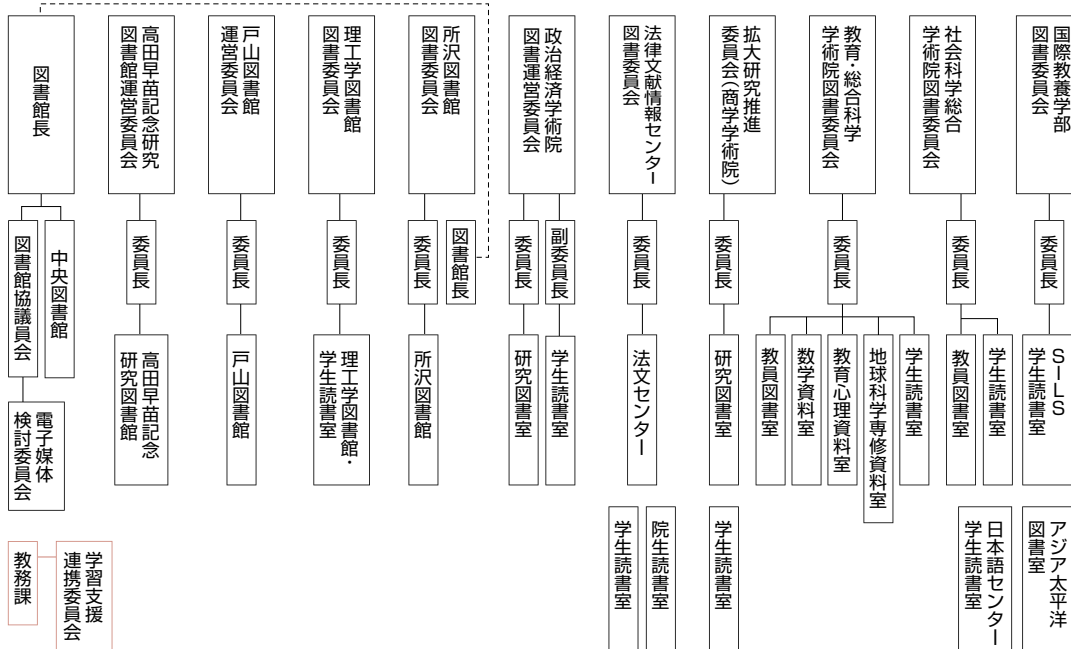 図書館長
高田早苗記念研究
図書館運営委員会
戸山図書館
運営委員会
理工学図書館
図書委員会
所沢図書館
図書委員会
政治経済学術院
図書運営委員会
法律文献情報センター
図書委員会
拡大研究推進
委員会(商学学術院)
教育・総合科学
学術院図書委員会
社会科学総合
学術院図書委員会
国際教養学部
図書委員会
図書館協議員会
中央図書館
委員長
委員長
委員長
委員長
図書館長
委員長
副委員長
委員長
委員長
委員長
委員長
委員長
電子媒体
検討委員会
高田早苗記念
研究図書館
戸山図書館
理工学図書館・
学生読書室
所沢図書館
研究図書室
学生読書室
法文センター
研究図書室
教員図書室
数学資料室
教育心理資料室
地球科学専修資料室
学生読書室
教員図書室
学生読書室
SILS
学生読書室
教務課
学習支援
連携委員会
学生読書室
院生読書室
学生読書室
日本語センター
学生読書室
アジア太平洋
図書室